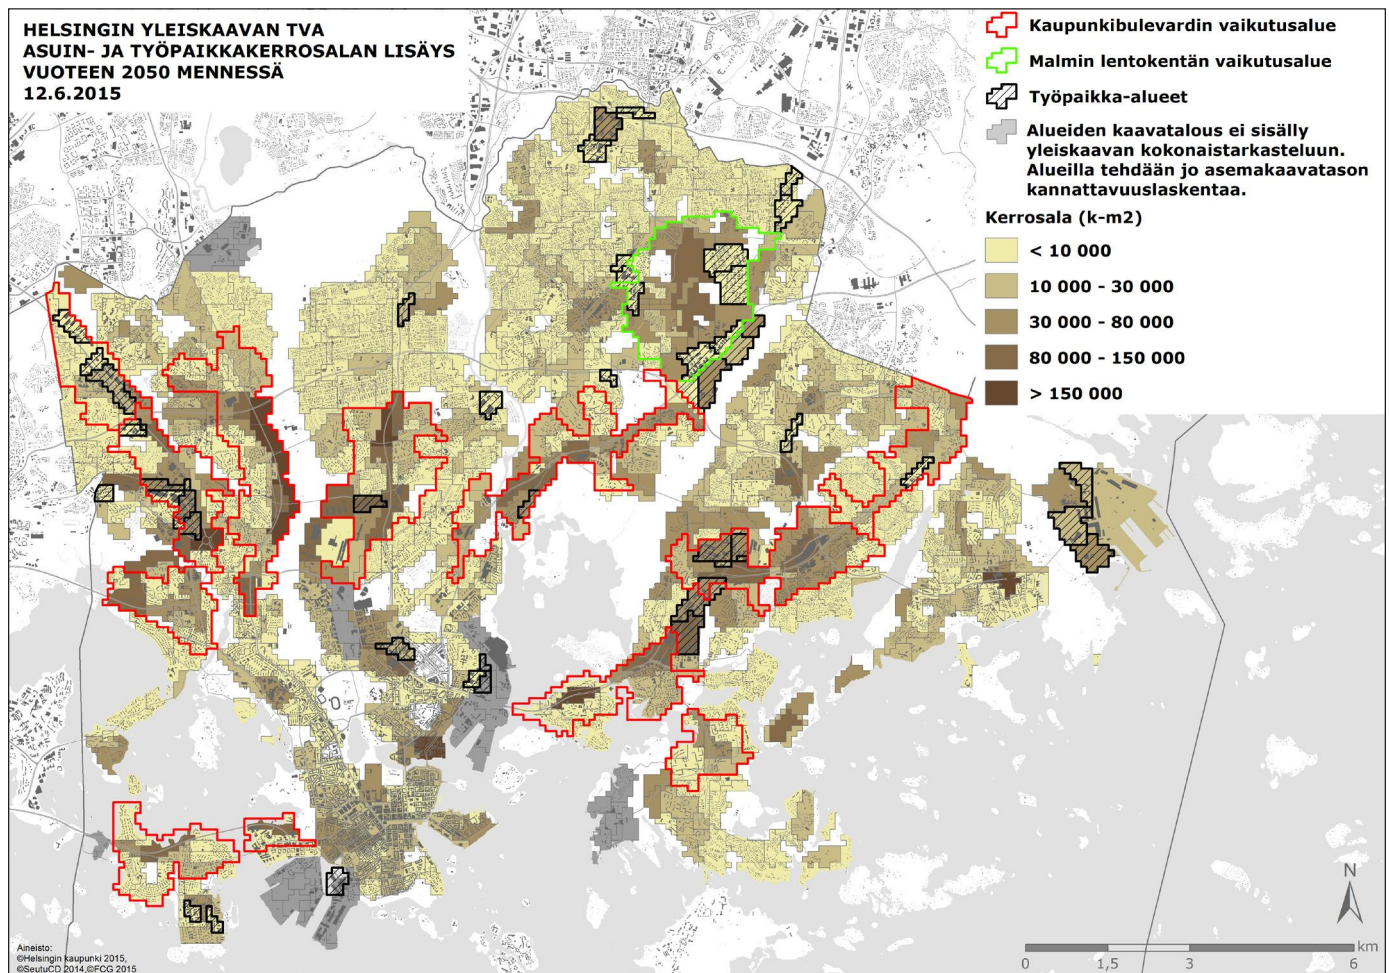 HELSINGIN YLEISKAAVAN TVA
ASUIN- JA TYÖPAIKKAKERROSALAN LISÄYS
VUOTEEN 2050 MENNESSÄ
12.6.2015
Kaupunkibulevardin vaikutusalue
Malmin lentokentän vaikutusalue
Työpaikka-alueet
Alueiden kaavatalous ei sisälly
yleiskaavan kokonaistarkasteluun.
Alueilla tehdään jo asemakaavatason
kannattavuuslaskentaa.
Kerrosala (k-m2)
< 10 000
10 000 - 30 000
30 000 - 80 000
80 000 - 150 000
> 150 000
N
km
0 1,5 3 6
Aineisto:
©Helsingin kaupunki 2015,
©SeutuCD 2014,©FCG 2015